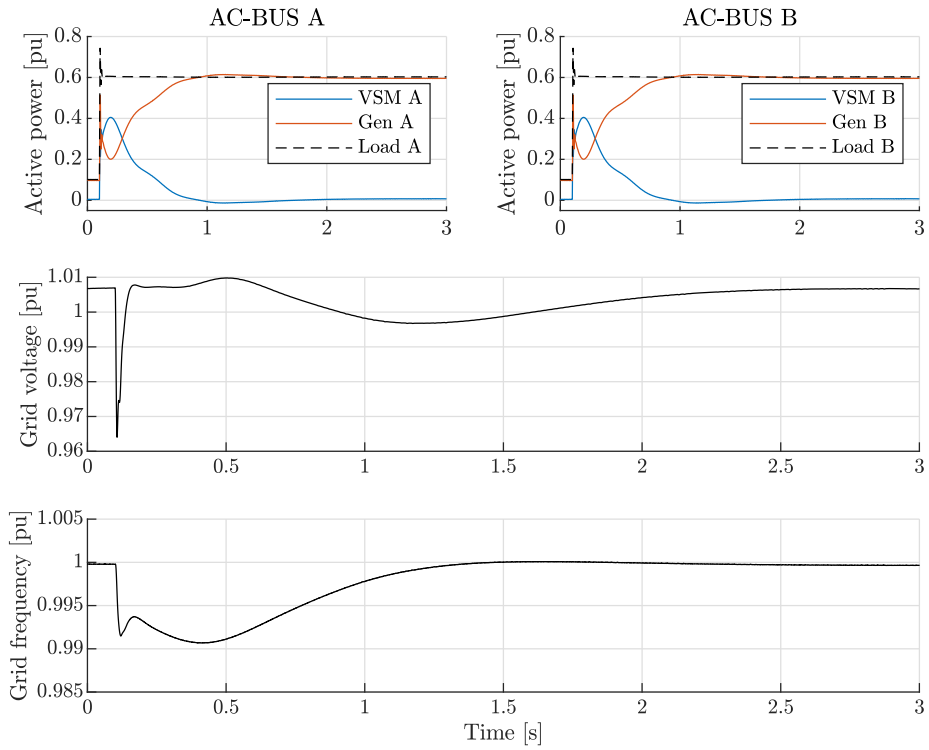 AC-BUS A
Active power [pu]
0.8
0.6
0.4
0.2
0
VSM A
Gen A
Load A
0 1 2 3
AC-BUS B
Active power [pu]
0.8
0.6
0.4
0.2
0
VSM B
Gen B
Load B
0 1 2 3
Grid voltage [pu]
1.01
1
0.99
0.98
0.97
0.96
0 0.5 1 1.5 2 2.5 3
Grid frequency [pu]
1.005
1
0.995
0.99
0.985
0 0.5 1 1.5 2 2.5 3
Time [s]